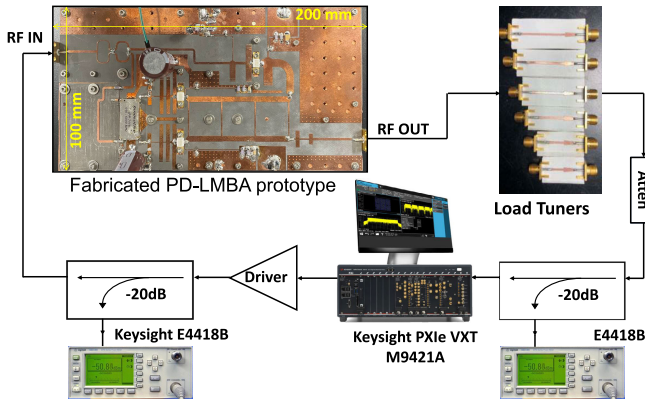 200 mm
RF IN
100 mm
RF OUT
Fabricated PD-LMBA prototype
Load Tuners
Atten
-20dB
Driver
-20dB
Keysight E4418B
Keysight PXIe VXT
M9421A
E4418B